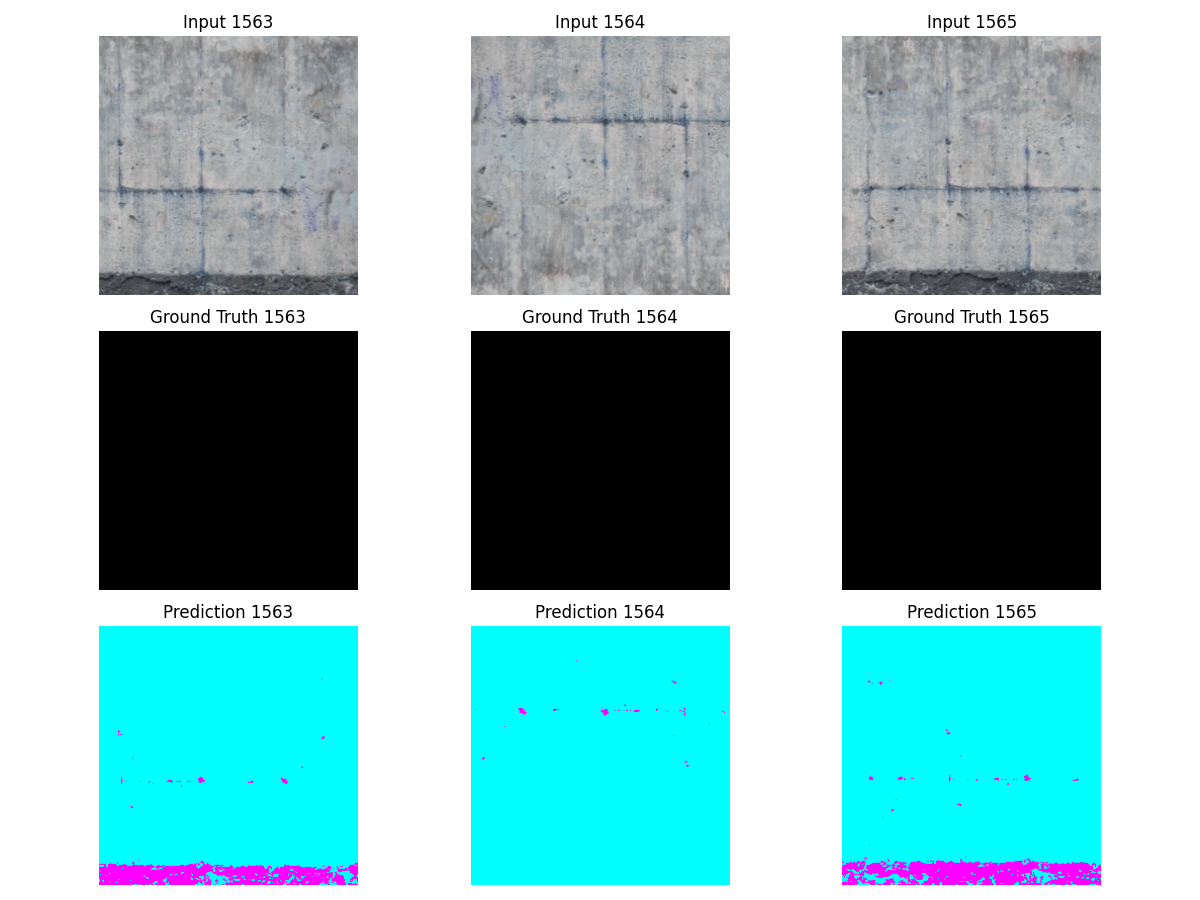 Input 1563
Input 1564
Input 1565
Ground Truth 1563
Ground Truth 1564
Ground Truth 1565
Prediction 1563
Prediction 1564
Prediction 1565